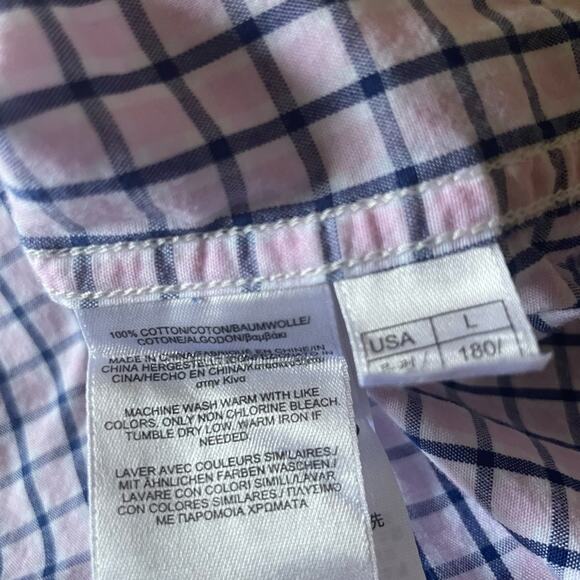 100% COTTON/COTON/BAUMWOLLE/
COTONE/ALGODON/βαμβάκι
MADE IN CHINA/FABRIQUE EN CHINE/IN
CHINA HERGESTELLT/
CINA/HECHO EN CHINA/
στην Κίνα
MACHINE WASH WARM WITH LIKE
COLORS. ONLY NON CHLORINE BLEACH.
TUMBLE DRY LOW. WARM IRON IF
NEEDED.
LAVER AVEC COULEURS SIMILAIRES./
MIT ÄHNLICHEN FARBEN WASCHEN./
LAVARE CON COLORI SIMILI./LAVAR
CON COLORES SIMILARES./ΠΛΥΣΙΜΟ
ΜΕ ΠΑΡΟΜΟΙΑ ΧΡΩΜΑΤΑ
USA L
180/
洗